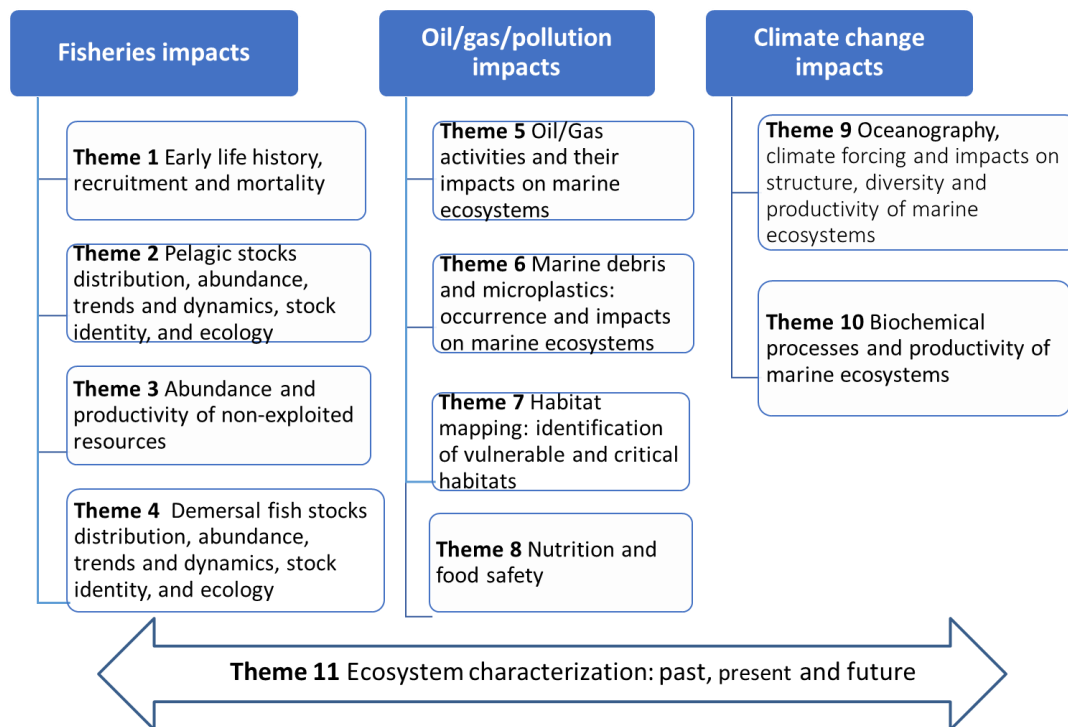 Fisheries impacts
Theme 1 Early life history,
recruitment and mortality
Theme 2 Pelagic stocks
distribution, abundance,
trends and dynamics, stock
identity, and ecology
Theme 3 Abundance and
productivity of non-exploited
resources
Theme 4 Demersal fish stocks
distribution, abundance,
trends and dynamics, stock
identity, and ecology
Oil/gas/pollution
impacts
Theme 5 Oil/Gas
activities and their
impacts on marine
ecosystems
Theme 6 Marine debris
and microplastics:
occurrence and impacts
on marine ecosystems
Theme 7 Habitat
mapping: identification
of vulnerable and critical
habitats
Theme 8 Nutrition and
food safety
Climate change
impacts
Theme 9 Oceanography,
climate forcing and impacts on
structure, diversity and
productivity of marine
ecosystems
Theme 10 Biochemical
processes and productivity of
marine ecosystems
Theme 11 Ecosystem characterization: past, present and future